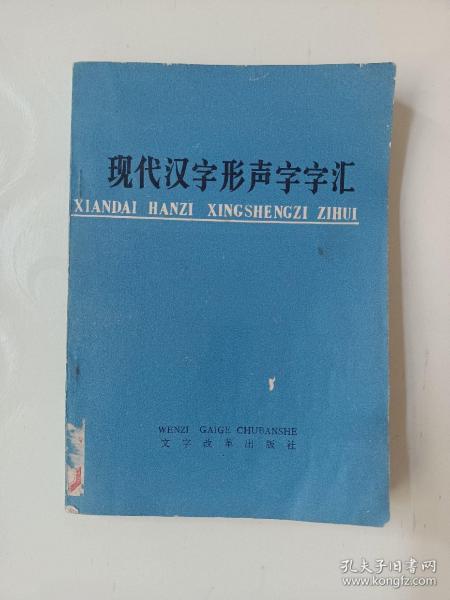 现代汉字形声字字汇
XIANDAI HANZI XINGSHENGZI ZIHUI
WENZI GAIGE CHUBANSHE
文字改革出版社
孔夫子旧书网
www.kongfz.com